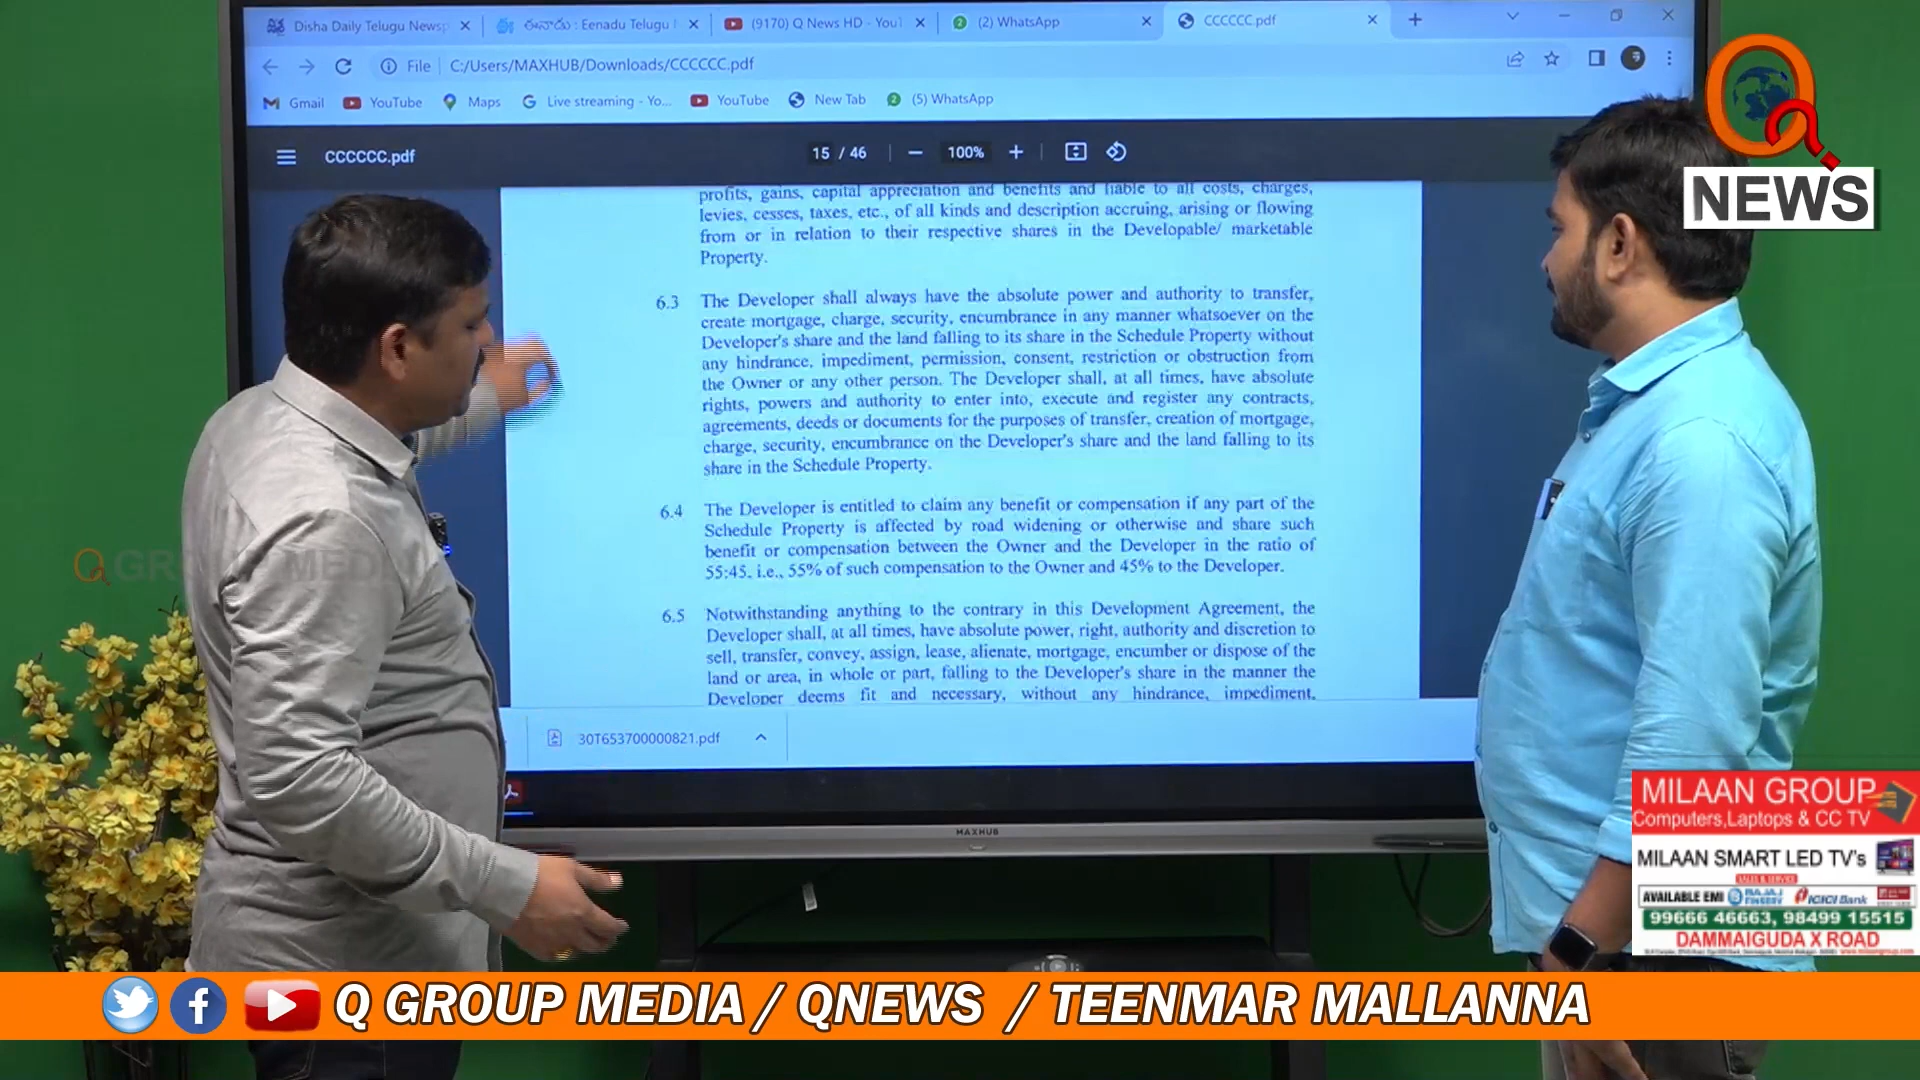 Disha Daily Telugu Newsp
ఈనాడు : Eenadu Telugu
(9170) Q News HD - YouT
(2) WhatsApp
CCCCCC.pdf
File
C:/Users/MAXHUB/Downloads/CCCCCC.pdf
Gmail
YouTube
Maps
Live streaming - Yo...
YouTube
New Tab
(5) WhatsApp
CCCCCC.pdf
15 / 46
100%
NEWS
profits, gains, capital appreciation and benefits and liable to all costs, charges,
levies, cesses, taxes, etc., of all kinds and description accruing, arising or flowing
from or in relation to their respective shares in the Developable/ marketable
Property.
6.3 The Developer shall always have the absolute power and authority to transfer,
create mortgage, charge, security, encumbrance in any manner whatsoever on the
Developer's share and the land falling to its share in the Schedule Property without
any hindrance, impediment, permission, consent, restriction or obstruction from
the Owner or any other person. The Developer shall, at all times, have absolute
rights, powers and authority to enter into, execute and register any contracts,
agreements, deeds or documents for the purposes of transfer, creation of mortgage,
charge, security, encumbrance on the Developer's share and the land falling to its
share in the Schedule Property.
6.4 The Developer is entitled to claim any benefit or compensation if any part of the
Schedule Property is affected by road widening or otherwise and share such
benefit or compensation between the Owner and the Developer in the ratio of
55:45, i.e., 55% of such compensation to the Owner and 45% to the Developer.
6.5 Notwithstanding anything to the contrary in this Development Agreement, the
Developer shall, at all times, have absolute power, right, authority and discretion to
sell, transfer, convey, assign, lease, alienate, mortgage, encumber or dispose of the
land or area, in whole or part, falling to the Developer's share in the manner the
Developer deems fit and necessary, without any hindrance, impediment,
30T653700000821.pdf
MAXHUB
Q GROUP MEDIA
MILAAN GROUP
Computers,Laptops & CC TV
MILAAN SMART LED TV's
SALES & SERVICE
AVAILABLE EMI
BAJAJ
FINSERV
ICICI Bank
99666 46663, 98499 15515
DAMMAIGUDA X ROAD
Q GROUP MEDIA / QNEWS / TEENMAR MALLANNA